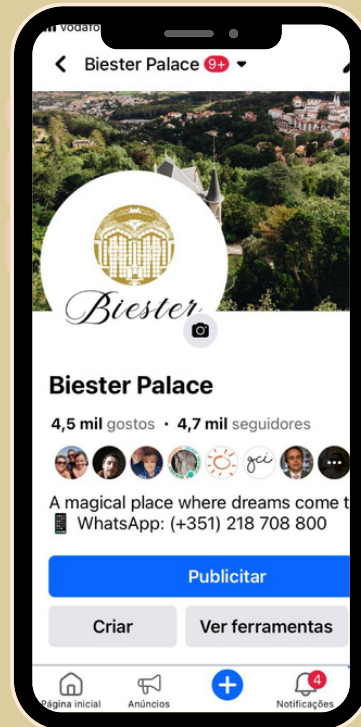 Vodafo
Biester Palace 9+
Biester
Biester Palace
4,5 mil gostos • 4,7 mil seguidores
gci
A magical place where dreams come t
WhatsApp: (+351) 218 708 800
Publicitar
Criar
Ver ferramentas
4
Página inicial
Anúncios
Notificações